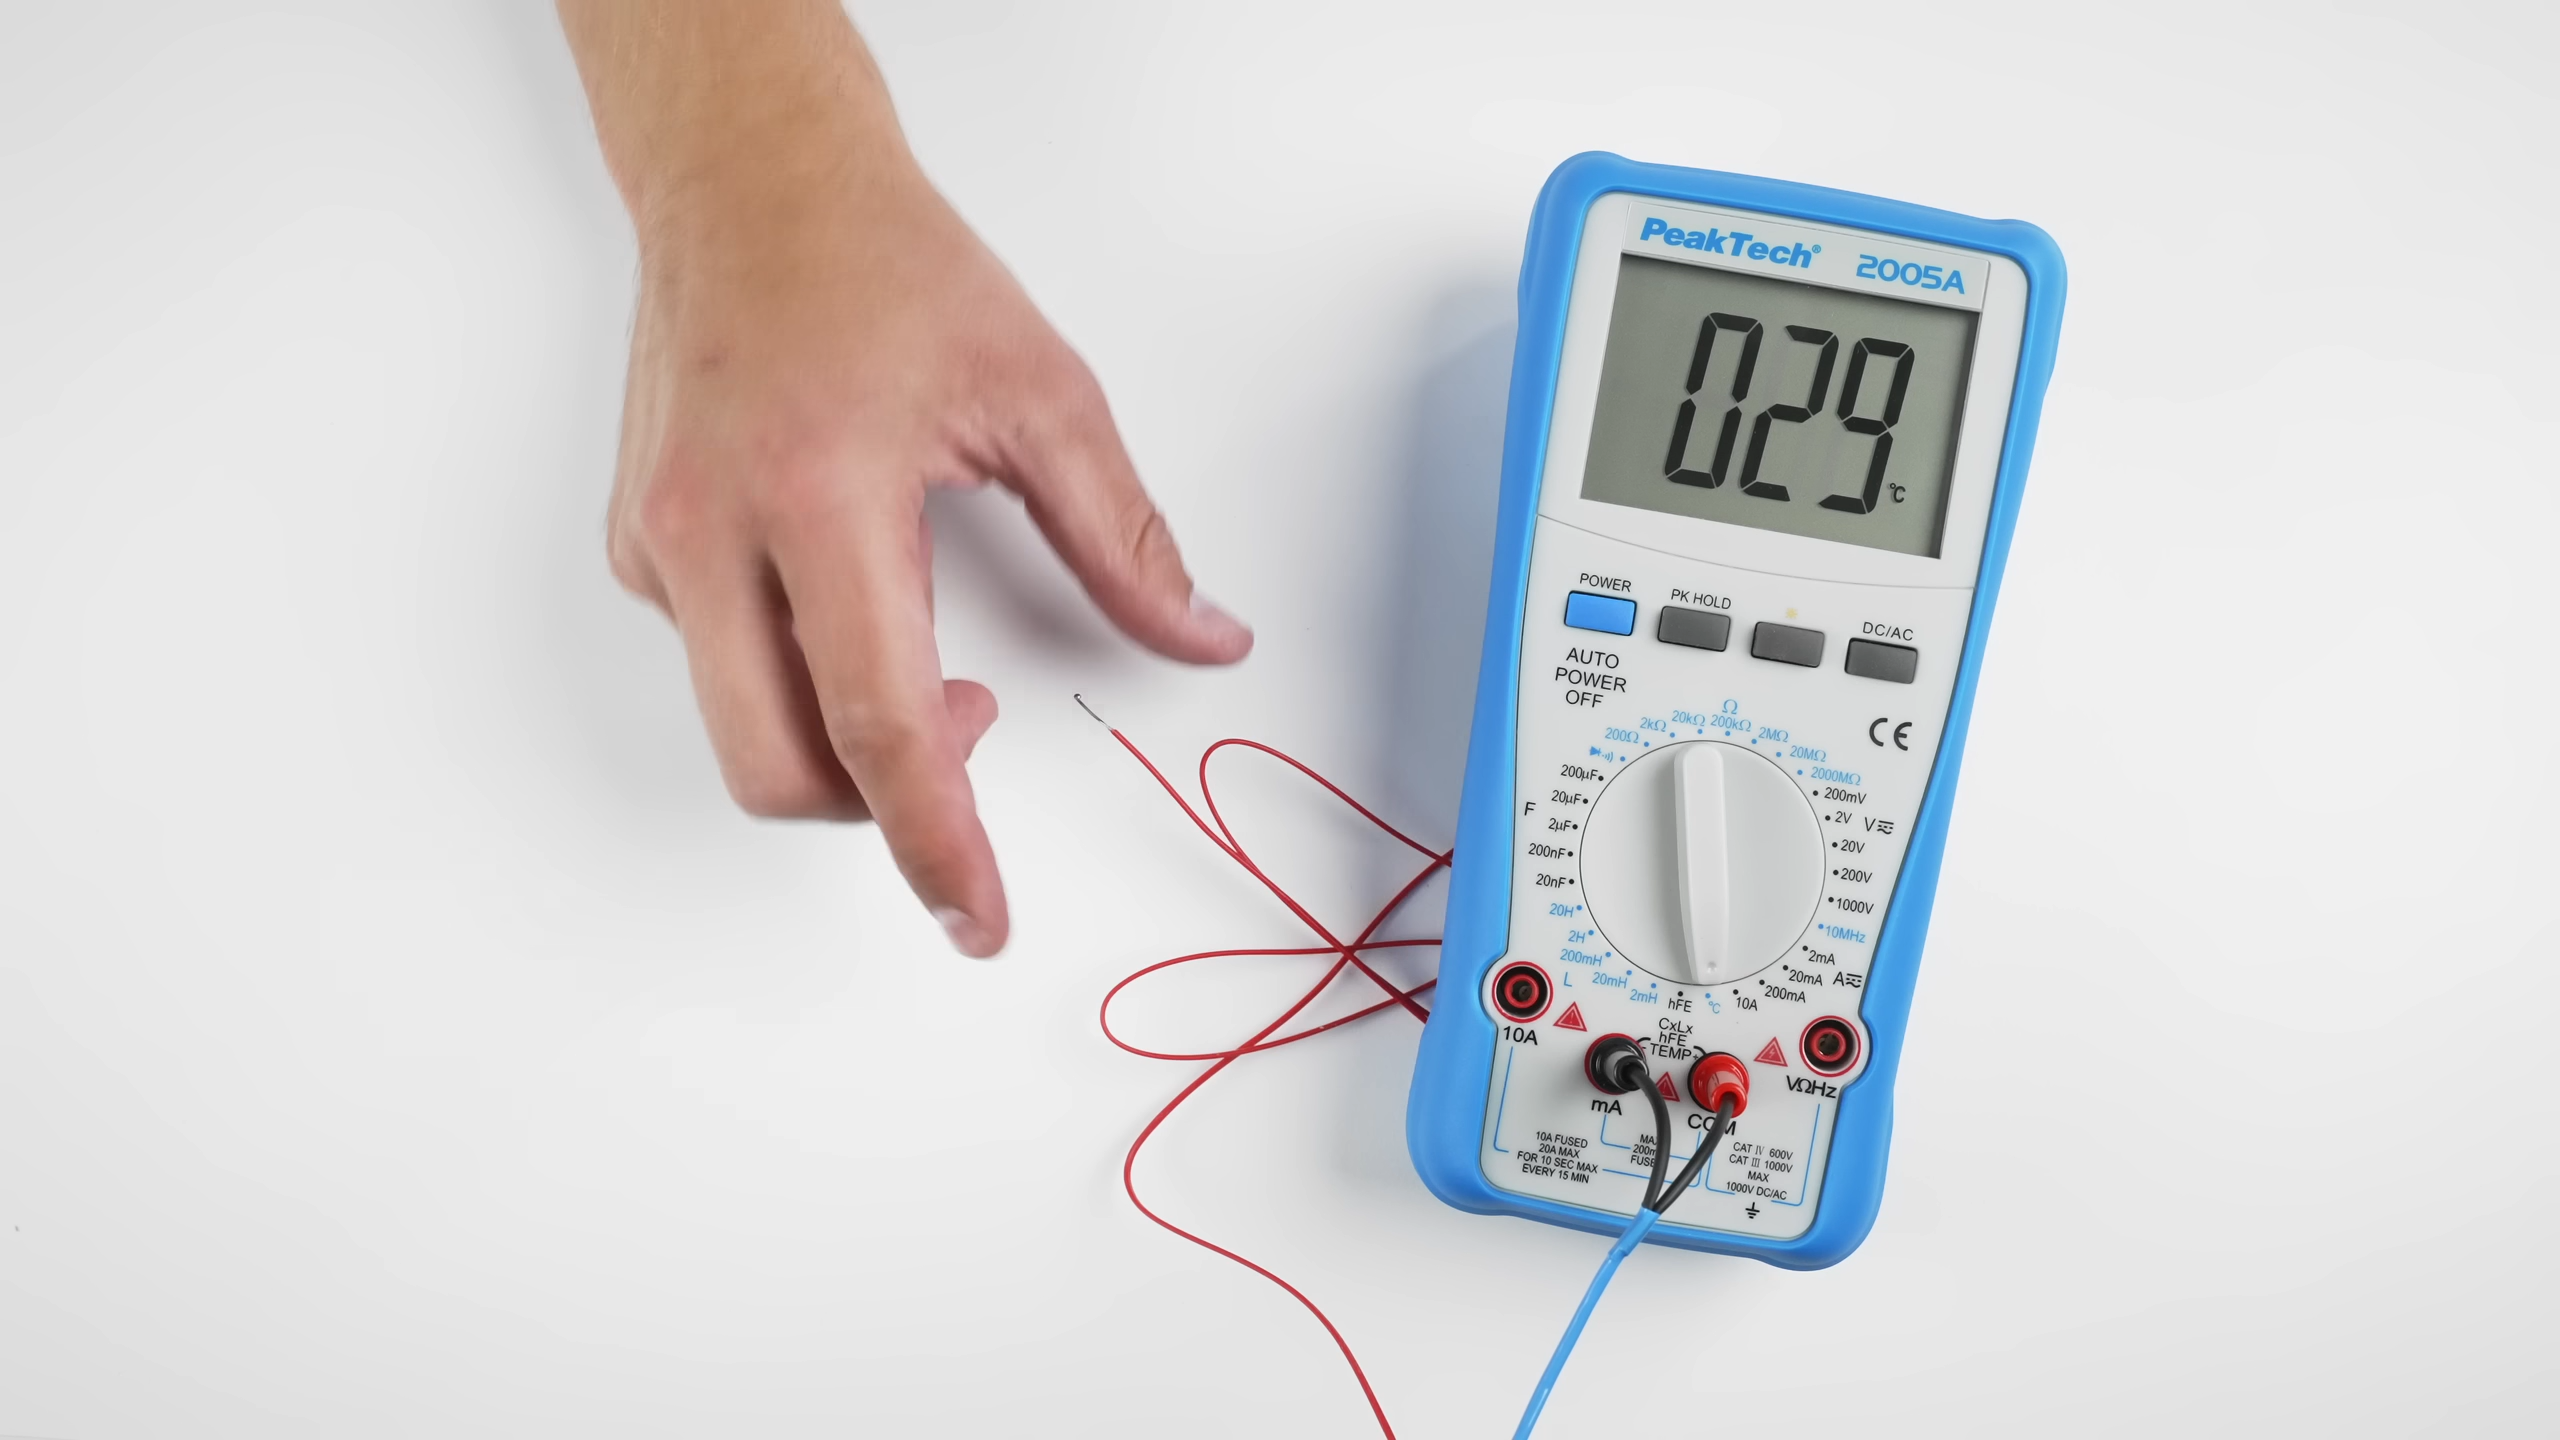 PeakTech® 2005A
029 °C
POWER
PK HOLD
DC/AC
AUTO
POWER
OFF
CE
Ω
200Ω
2kΩ
20kΩ
200kΩ
2MΩ
20MΩ
2000MΩ
200mV
2V
V
20V
200V
1000V
10MHz
2mA
20mA
A
200mA
10A
°C
hFE
2mH
20mH
200mH
L
2H
20H
20nF
200nF
2µF
F
20µF
200µF
CxLx
hFE
- TEMP +
10A
mA
COM
VΩHz
10A FUSED
20A MAX
FOR 10 SEC MAX
EVERY 15 MIN
CAT Ⅳ 600V
CAT Ⅲ 1000V
MAX
1000V DC/AC